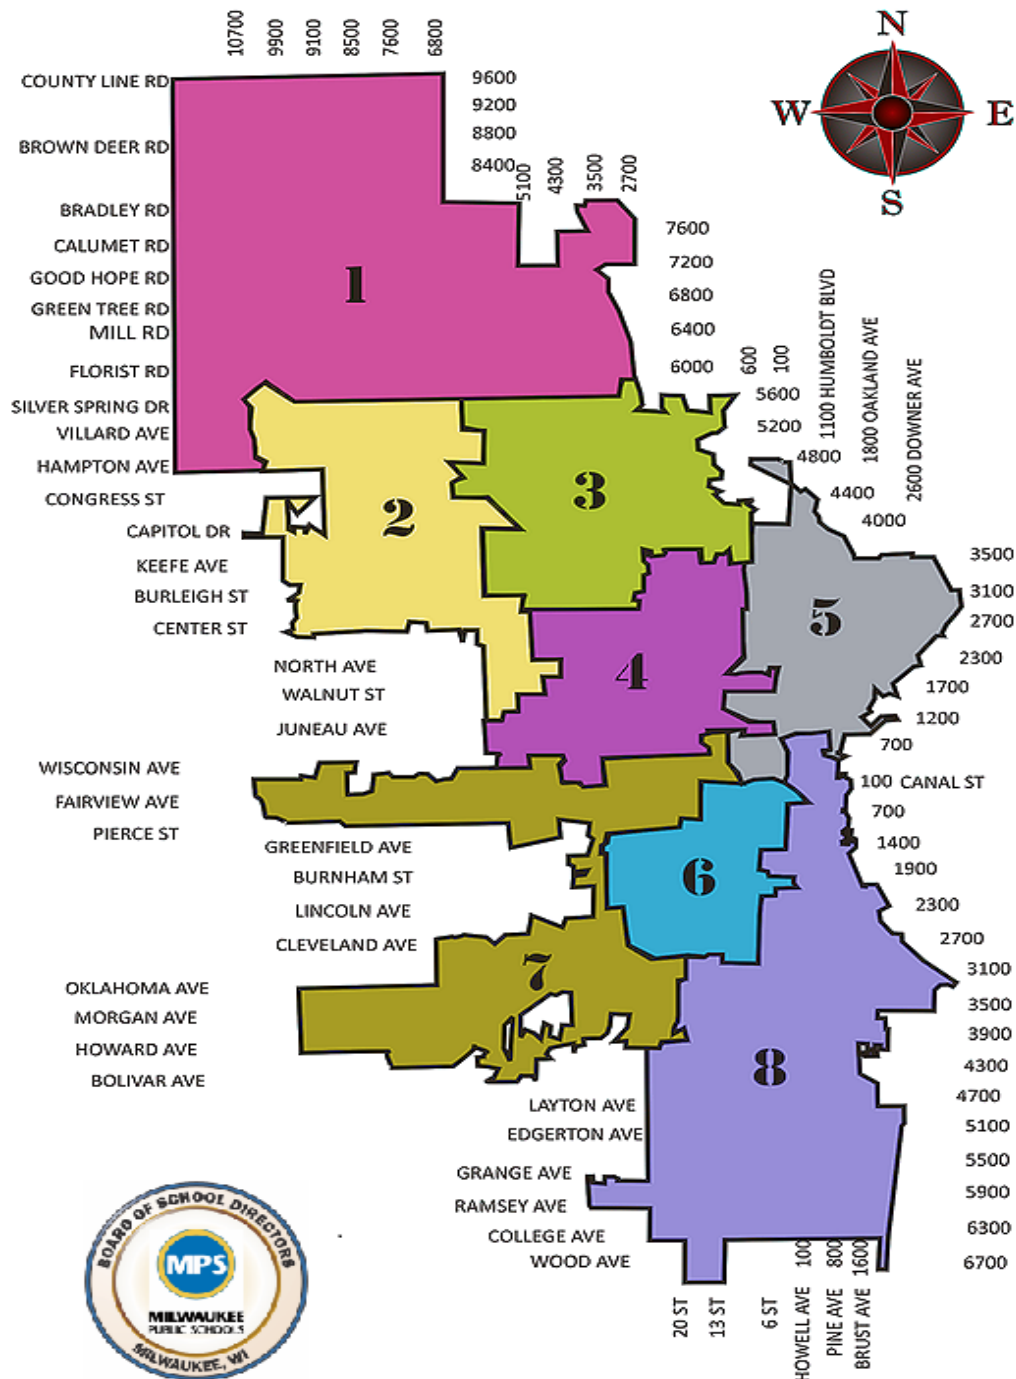 10700
9900
9100
8500
7600
6800
N
W
E
S
COUNTY LINE RD
BROWN DEER RD
BRADLEY RD
CALUMET RD
GOOD HOPE RD
GREEN TREE RD
MILL RD
FLORIST RD
SILVER SPRING DR
VILLARD AVE
HAMPTON AVE
CONGRESS ST
CAPITOL DR
KEEFE AVE
BURLEIGH ST
CENTER ST
NORTH AVE
WALNUT ST
JUNEAU AVE
WISCONSIN AVE
FAIRVIEW AVE
PIERCE ST
GREENFIELD AVE
BURNHAM ST
LINCOLN AVE
CLEVELAND AVE
OKLAHOMA AVE
MORGAN AVE
HOWARD AVE
BOLIVAR AVE
LAYTON AVE
EDGERTON AVE
GRANGE AVE
RAMSEY AVE
COLLEGE AVE
WOOD AVE
9600
9200
8800
8400
5100
4300
3500
2700
7600
7200
6800
6400
6000
600
100
1100 HUMBOLDT BLVD
1800 OAKLAND AVE
2600 DOWNER AVE
5600
5200
4800
4400
4000
3500
3100
2700
2300
1700
1200
700
100 CANAL ST
700
1400
1900
2300
2700
3100
3500
3900
4300
4700
5100
5500
5900
6300
6700
1
2
3
4
5
6
7
8
20 ST
13 ST
6 ST
HOWELL AVE 100
PINE AVE 800
BRUST AVE 1600
BOARD OF SCHOOL DIRECTORS
MPS
MILWAUKEE
PUBLIC SCHOOLS
MILWAUKEE, WI